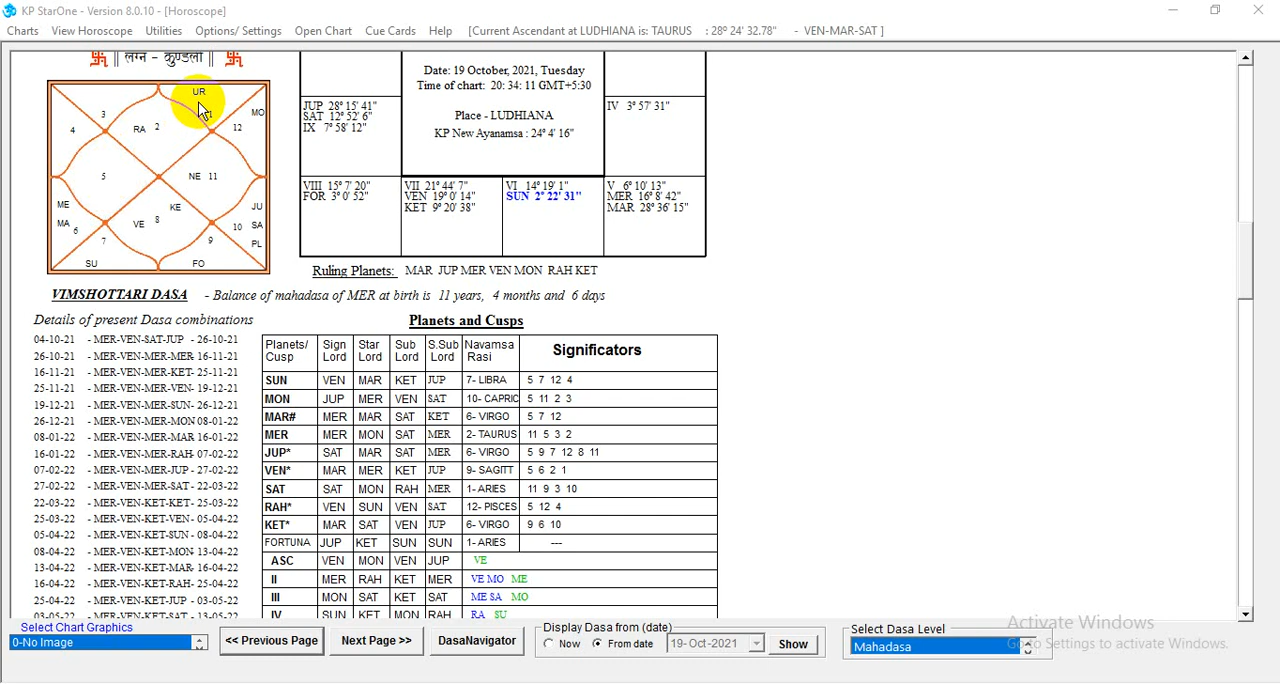 KP StarOne - Version 8.0.10 - [Horoscope]
Charts View Horoscope Utilities Options/ Settings Open Chart Cue Cards Help [Current Ascendant at LUDHIANA is: TAURUS : 28° 24' 32.78" - VEN-MAR-SAT ]
卐 || लग्न - कुण्डली || 卐
UR
3
1
MO
4
RA 2
12
5
NE 11
ME
KE
JU
MA 6
VE 8
10 SA
7
9
PL
SU
FO
Date: 19 October, 2021, Tuesday
Time of chart: 20: 34: 11 GMT+5:30
Place - LUDHIANA
KP New Ayanamsa : 24° 4' 16"
JUP 28° 15' 41"
SAT 12° 52' 6"
IX 7° 58' 12"
IV 3° 57' 31"
VIII 15° 7' 20"
FOR 3° 0' 52"
VII 21° 44' 7"
VEN 19° 0' 14"
KET 9° 20' 38"
VI 14° 19' 1"
SUN 2° 22' 31"
V 6° 10' 13"
MER 16° 8' 42"
MAR 28° 36' 15"
Ruling Planets: MAR JUP MER VEN MON RAH KET
VIMSHOTTARI DASA - Balance of mahadasa of MER at birth is 11 years, 4 months and 6 days
Details of present Dasa combinations
04-10-21 - MER-VEN-SAT-JUP - 26-10-21
26-10-21 - MER-VEN-MER-MER 16-11-21
16-11-21 - MER-VEN-MER-KET- 25-11-21
25-11-21 - MER-VEN-MER-VEN- 19-12-21
19-12-21 - MER-VEN-MER-SUN- 26-12-21
26-12-21 - MER-VEN-MER-MON 08-01-22
08-01-22 - MER-VEN-MER-MAR 16-01-22
16-01-22 - MER-VEN-MER-RAH- 07-02-22
07-02-22 - MER-VEN-MER-JUP - 27-02-22
27-02-22 - MER-VEN-MER-SAT - 22-03-22
22-03-22 - MER-VEN-KET-KET- 25-03-22
25-03-22 - MER-VEN-KET-VEN- 05-04-22
05-04-22 - MER-VEN-KET-SUN - 08-04-22
08-04-22 - MER-VEN-KET-MON 13-04-22
13-04-22 - MER-VEN-KET-MAR 16-04-22
16-04-22 - MER-VEN-KET-RAH- 25-04-22
25-04-22 - MER-VEN-KET-JUP - 03-05-22
03-05-22 - MER-VEN-KET-SAT - 13-05-22
Planets and Cusps
Planets/ Cusp Sign Lord Star Lord Sub Lord S.Sub Lord Navamsa Rasi Significators
SUN VEN MAR KET JUP 7- LIBRA 5 7 12 4
MON JUP MER VEN SAT 10- CAPRIC 5 11 2 3
MAR# MER MAR SAT KET 6- VIRGO 5 7 12
MER MER MON SAT MER 2- TAURUS 11 5 3 2
JUP* SAT MAR SAT MER 6- VIRGO 5 9 7 12 8 11
VEN* MAR MER KET JUP 9- SAGITT 5 6 2 1
SAT SAT MON RAH MER 1- ARIES 11 9 3 10
RAH* VEN SUN VEN SAT 12- PISCES 5 12 4
KET* MAR SAT VEN JUP 6- VIRGO 9 6 10
FORTUNA JUP KET SUN SUN 1- ARIES ---
ASC VEN MON VEN JUP VE
II MER RAH KET MER VE MO ME
III MON SAT KET SAT ME SA MO
IV SUN KET MON RAH RA SU
Select Chart Graphics
0-No Image
<< Previous Page
Next Page >>
DasaNavigator
Display Dasa from (date)
Now From date 19-Oct-2021 Show
Select Dasa Level
Mahadasa
Activate Windows
Go to Settings to activate Windows.